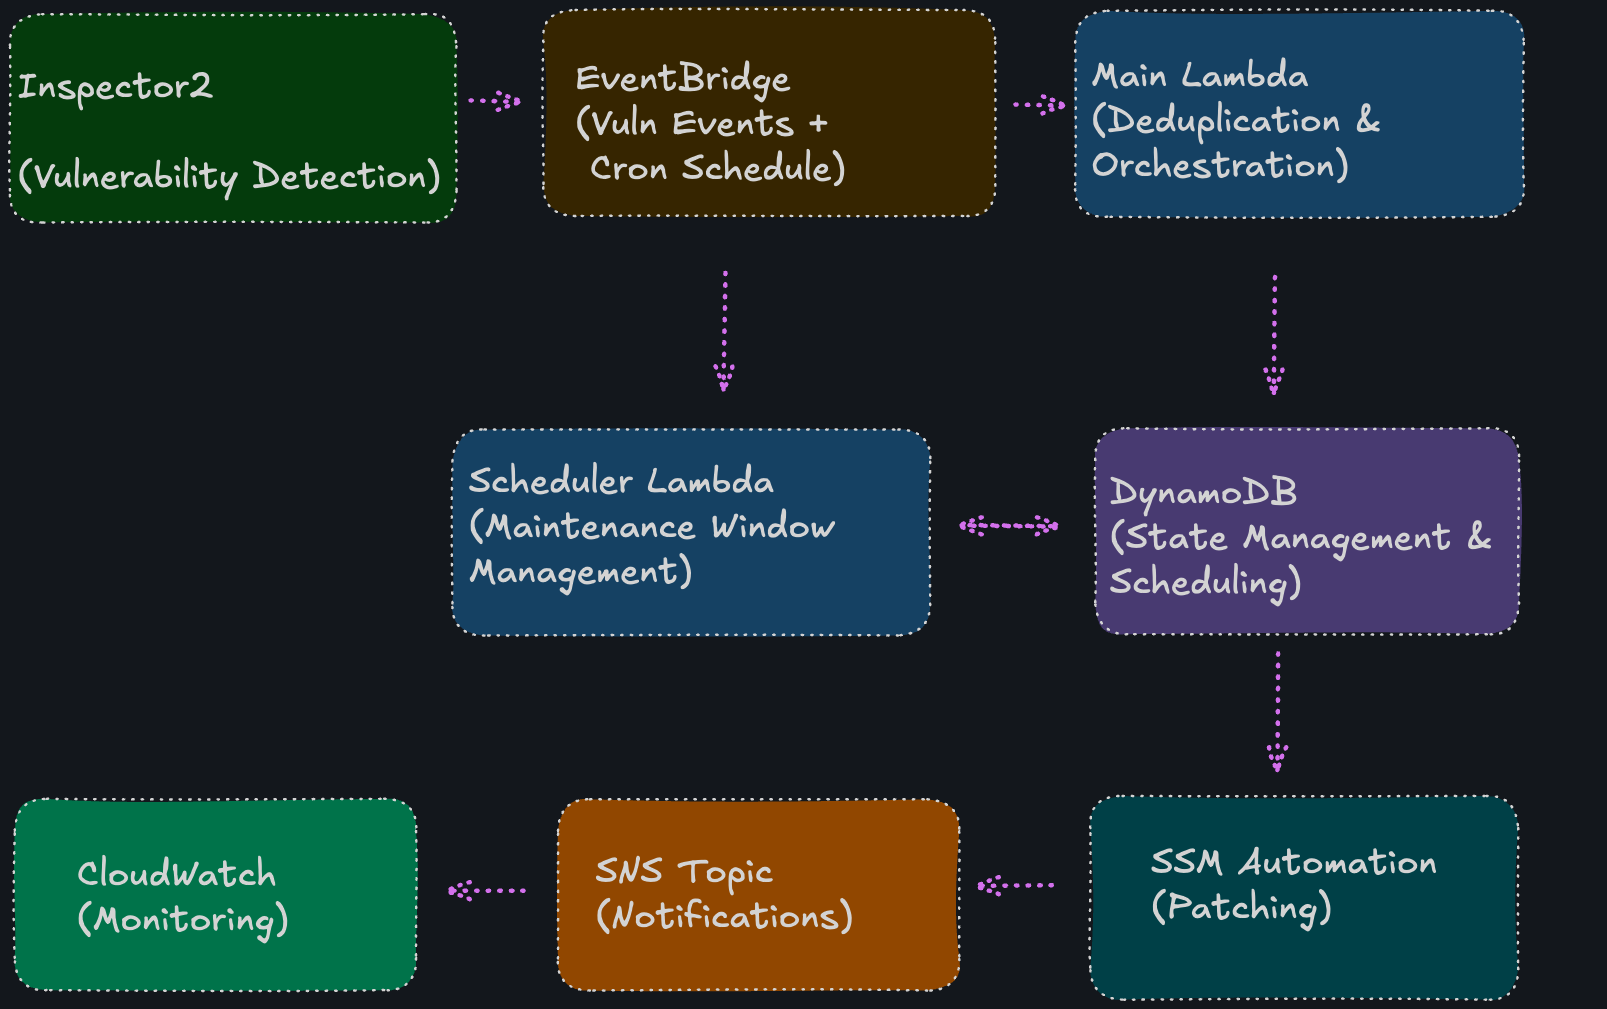 Inspector2
(Vulnerability Detection)
EventBridge
(Vuln Events +
Cron Schedule)
Main Lambda
(Deduplication &
Orchestration)
Scheduler Lambda
(Maintenance Window
Management)
DynamoDB
(State Management &
Scheduling)
CloudWatch
(Monitoring)
SNS Topic
(Notifications)
SSM Automation
(Patching)